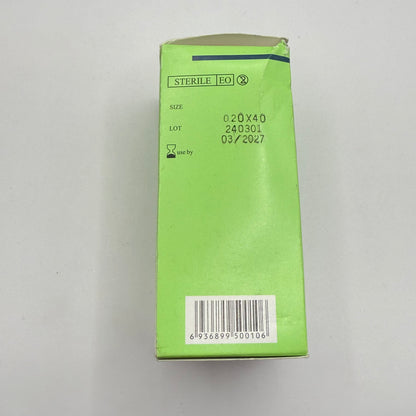 STERILE EO
SIZE 020X40
LOT 240301
use by 03/2027
6 936899 500106